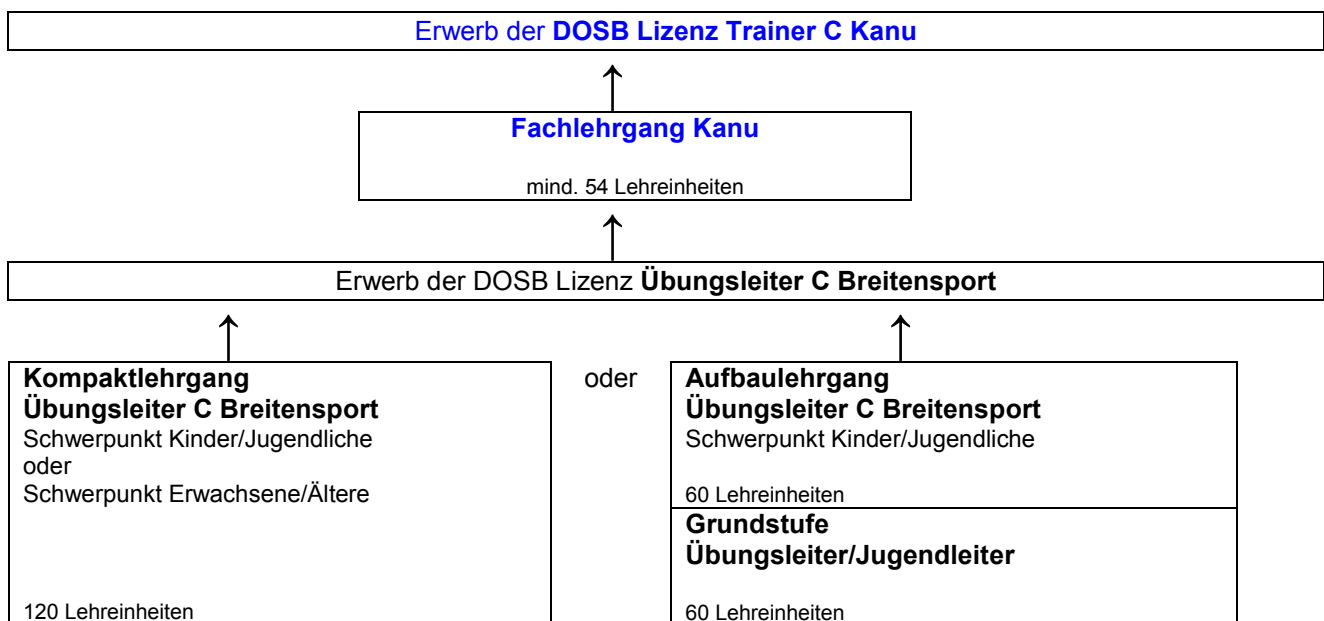 Erwerb der DOSB Lizenz Trainer C Kanu
Fachlehrgang Kanu
mind. 54 Lehreinheiten
Erwerb der DOSB Lizenz Übungsleiter C Breitensport
Kompaktlehrgang
Übungsleiter C Breitensport
Schwerpunkt Kinder/Jugendliche
oder
Schwerpunkt Erwachsene/Ältere
120 Lehreinheiten
oder
Aufbaulehrgang
Übungsleiter C Breitensport
Schwerpunkt Kinder/Jugendliche
60 Lehreinheiten
Grundstufe
Übungsleiter/Jugendleiter
60 Lehreinheiten